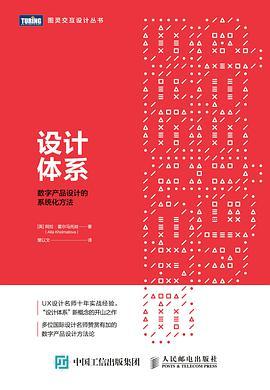 TURING
图灵交互设计丛书
设计
体系
数字产品设计的
系统化方法
[英] 阿拉·霍尔马托娃 著
(Alla Kholmatova)
译
UX设计名师十年实战经验，
“设计体系”新概念的开山之作
多位国际设计名师赞赏有加的
数字产品设计方法论
中国工信出版集团
人民邮电出版社
POSTS & TELECOM PRESS